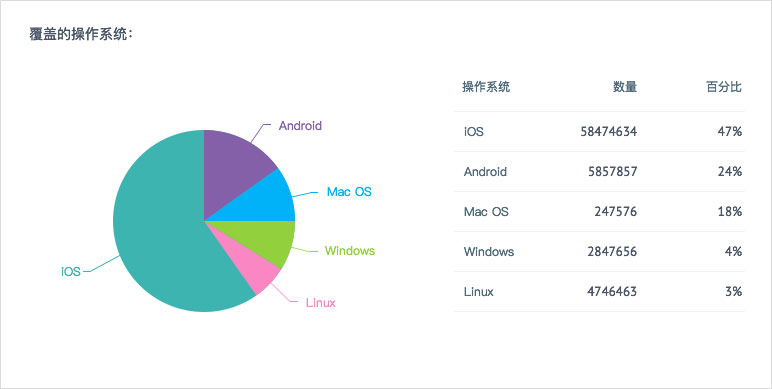 覆盖的操作系统：
Android
Mac OS
Windows
Linux
iOS
操作系统 数量 百分比
iOS 58474634 47%
Android 5857857 24%
Mac OS 247576 18%
Windows 2847656 4%
Linux 4746463 3%